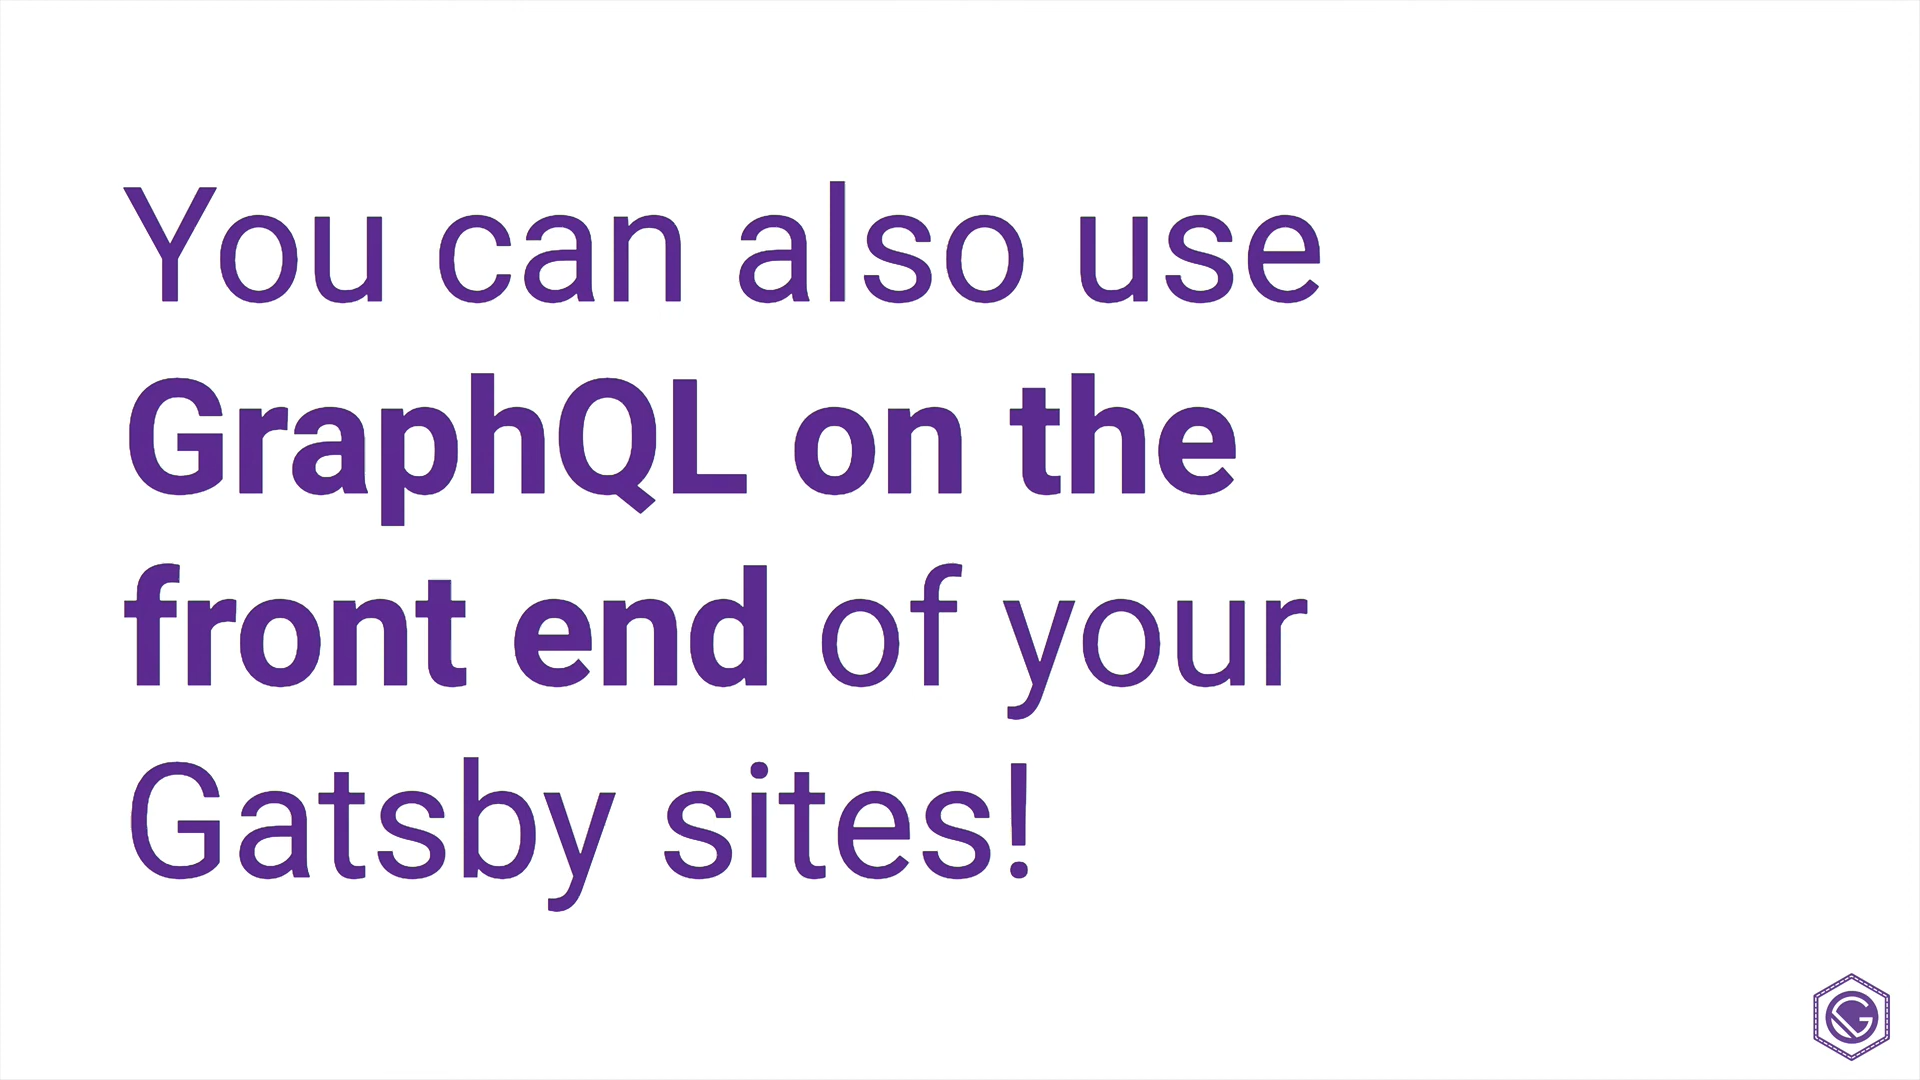 You can also use
GraphQL on the
front end of your
Gatsby sites!